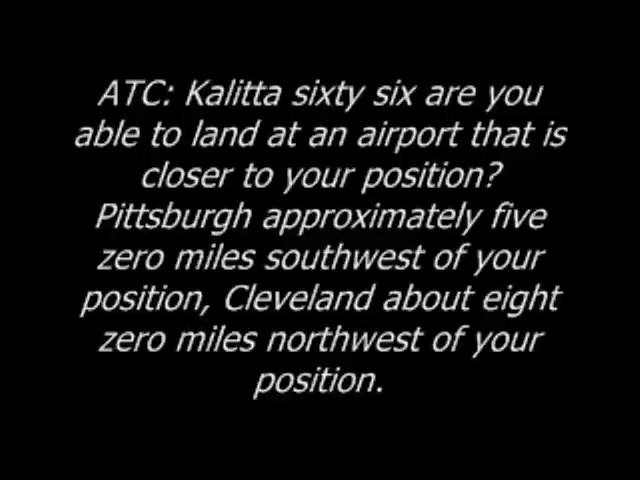 ATC: Kalitta sixty six are you
able to land at an airport that is
closer to your position?
Pittsburgh approximately five
zero miles southwest of your
position, Cleveland about eight
zero miles northwest of your
position.